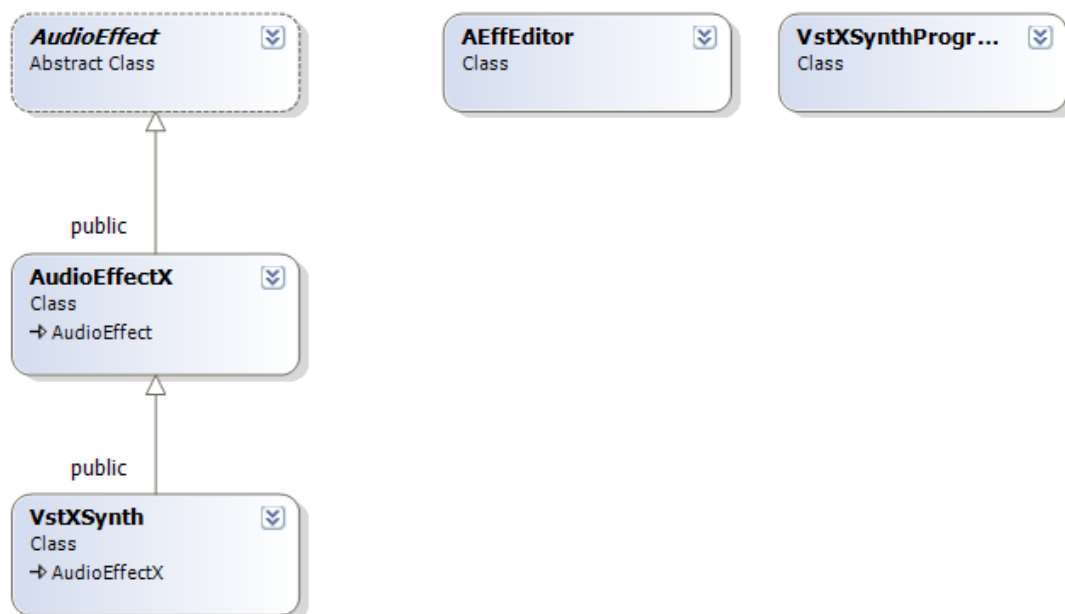 AudioEffect
Abstract Class
AEffEditor
Class
VstXSynthProgr...
Class
public
AudioEffectX
Class
AudioEffect
public
VstXSynth
Class
AudioEffectX